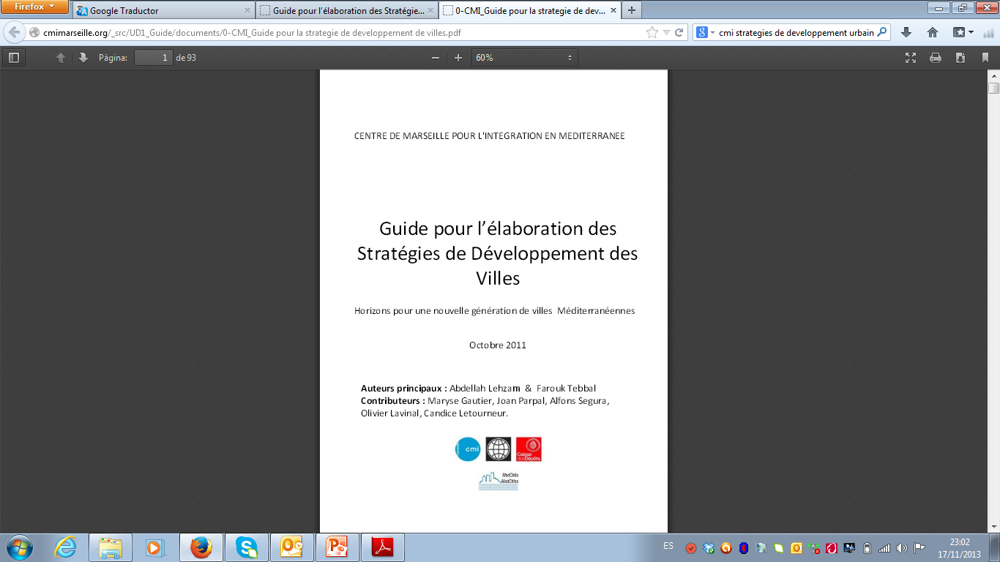 Firefox
Google Traductor
Guide pour l'élaboration des Stratégie...
0-CMI_Guide pour la strategie de dev...
cmimarseille.org/_src/UD1_Guide/documents/0-CMI_Guide pour la strategie de developpement de villes.pdf
cmi strategies de developpement urbain
Pàgina: 1 de 93
60%
CENTRE DE MARSEILLE POUR L'INTEGRATION EN MEDITERRANEE
Guide pour l’élaboration des
Stratégies de Développement des
Villes
Horizons pour une nouvelle génération de villes Méditerranéennes
Octobre 2011
Auteurs principaux : Abdellah Lehzam & Farouk Tebbal
Contributeurs : Maryse Gautier, Joan Parpal, Alfons Segura,
Olivier Lavinal, Candice Letourneur.
cmi
Caisse
des Dépôts
MedCités
MedCities
ES
23:02
17/11/2013